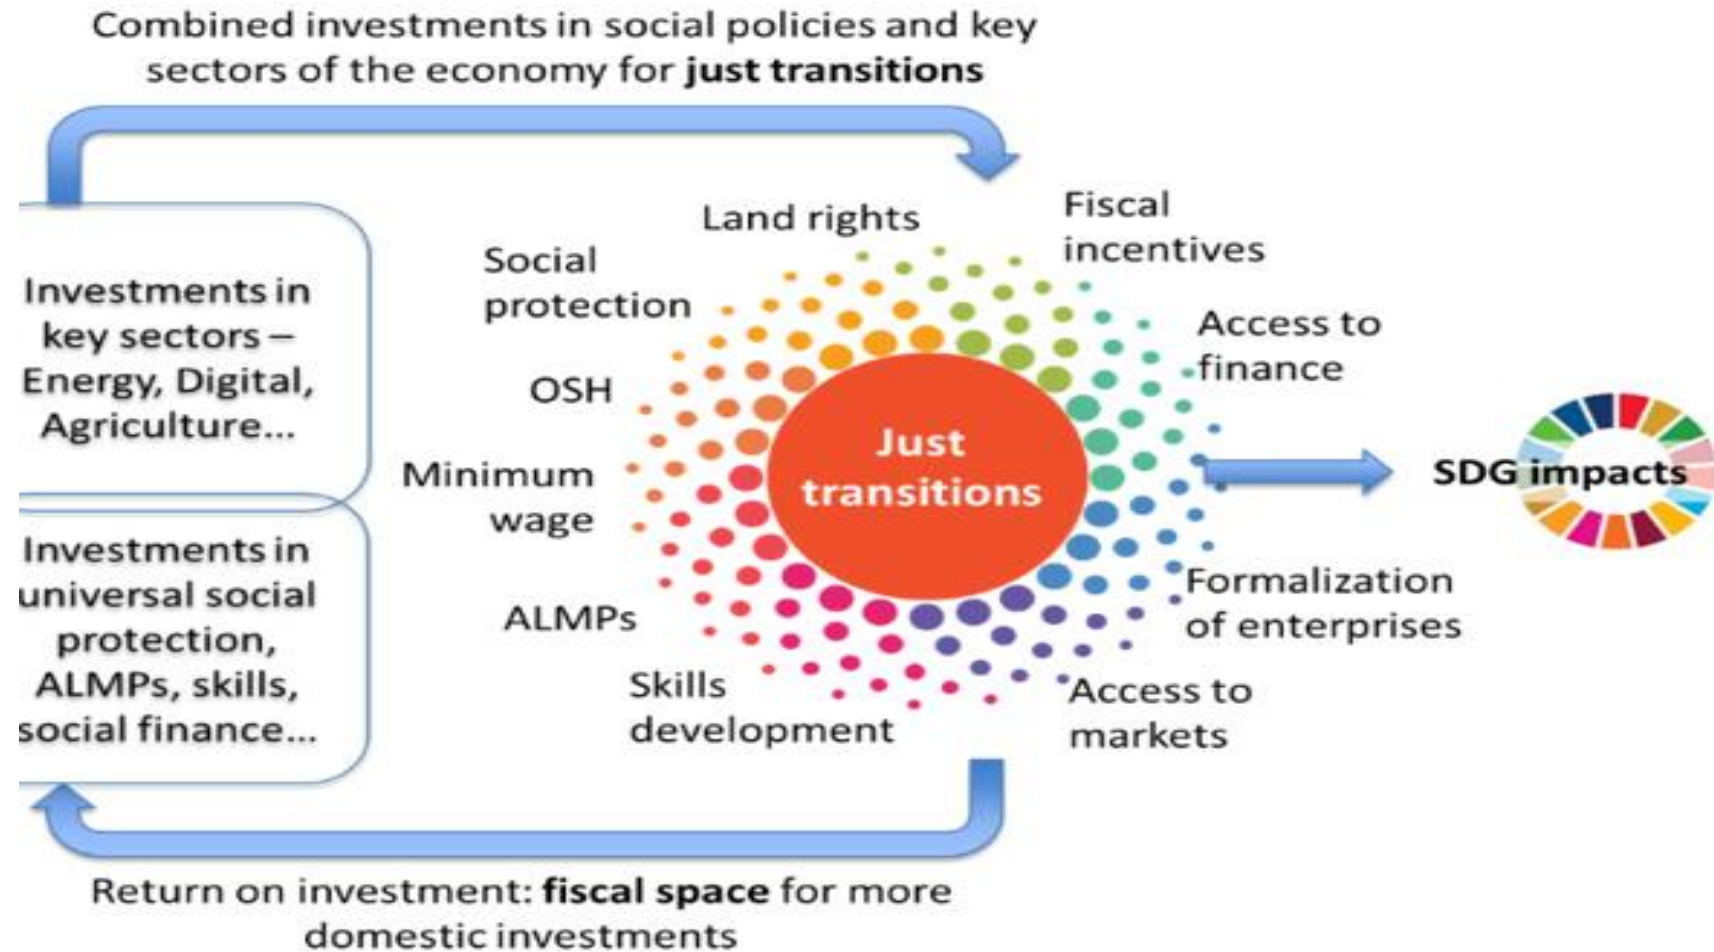 Combined investments in social policies and key
sectors of the economy for just transitions
Investments in
key sectors –
Energy, Digital,
Agriculture...
Investments in
universal social
protection,
ALMPs, skills,
social finance...
Land rights
Social
protection
OSH
Minimum
wage
ALMPs
Skills
development
Fiscal
incentives
Access to
finance
Just
transitions
SDG impacts
Formalization
of enterprises
Access to
markets
Return on investment: fiscal space for more
domestic investments